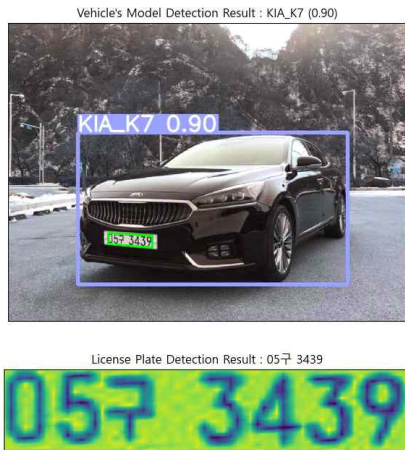 Vehicle's Model Detection Result : KIA_K7 (0.90)
KIA_K7 0.90
05구 3439
License Plate Detection Result : 05구 3439
05구 3439